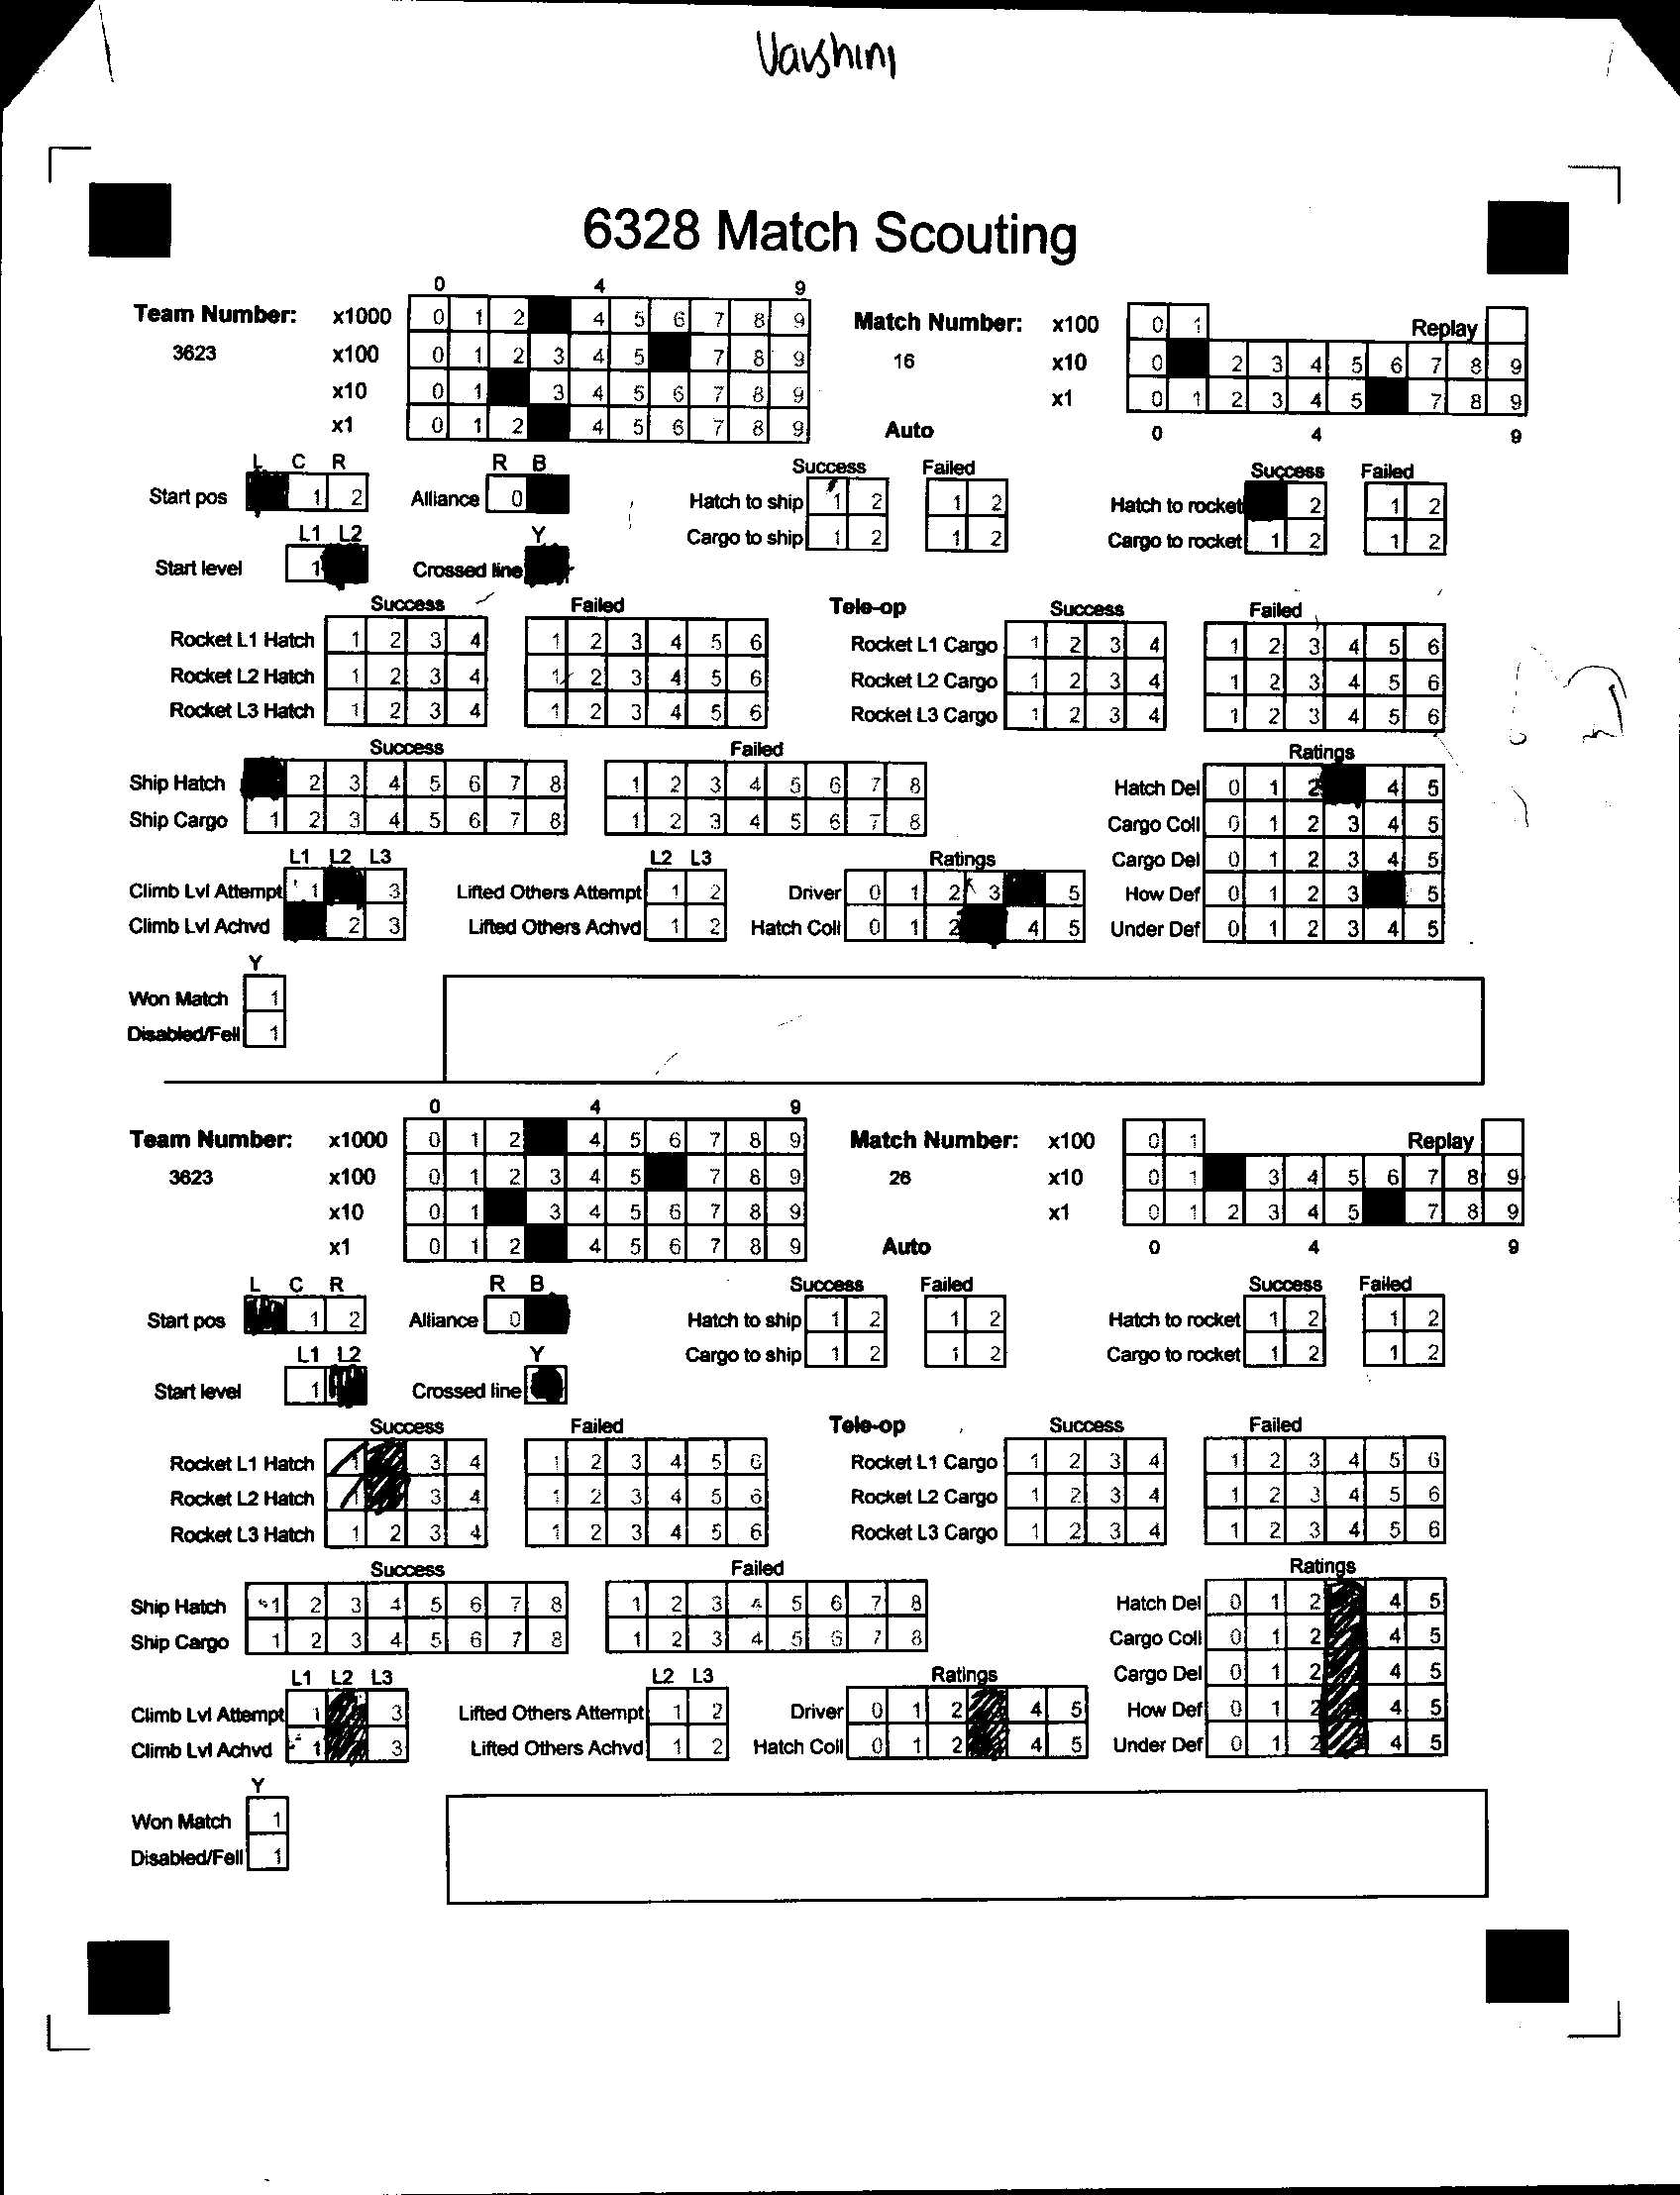 Varshini
6328 Match Scouting
0 4 9
Team Number: x1000 0 1 2 4 5 6 7 8 9 Match Number: x100 0 1 Replay
3623 x100 0 1 2 3 4 5 7 8 9 16 x10 0 2 3 4 5 6 7 8 9
x10 0 1 3 4 5 6 7 8 9 x1 0 1 2 3 4 5 7 8 9
x1 0 1 2 4 5 6 7 8 9 Auto 0 4 9
L C R R B Success Failed Success Failed
Start pos 1 2 Alliance 0 Hatch to ship 1 2 1 2 Hatch to rocket 2 1 2
L1 L2 Y Cargo to ship 1 2 1 2 Cargo to rocket 1 2 1 2
Start level 1 Crossed line
Success Failed Tele-op Success Failed
Rocket L1 Hatch 1 2 3 4 1 2 3 4 5 6 Rocket L1 Cargo 1 2 3 4 1 2 3 4 5 6
Rocket L2 Hatch 1 2 3 4 1 2 3 4 5 6 Rocket L2 Cargo 1 2 3 4 1 2 3 4 5 6
Rocket L3 Hatch 1 2 3 4 1 2 3 4 5 6 Rocket L3 Cargo 1 2 3 4 1 2 3 4 5 6
Success Failed Ratings
Ship Hatch 2 3 4 5 6 7 8 1 2 3 4 5 6 7 8 Hatch Del 0 1 2 4 5
Ship Cargo 1 2 3 4 5 6 7 8 1 2 3 4 5 6 7 8 Cargo Coll 0 1 2 3 4 5
L1 L2 L3 L2 L3 Ratings Cargo Del 0 1 2 3 4 5
Climb Lvl Attempt 1 3 Lifted Others Attempt 1 2 Driver 0 1 2 3 5 How Def 0 1 2 3 5
Climb Lvl Achvd 2 3 Lifted Others Achvd 1 2 Hatch Coll 0 1 2 4 5 Under Def 0 1 2 3 4 5
Y
Won Match 1
Disabled/Fell 1
0 4 9
Team Number: x1000 0 1 2 4 5 6 7 8 9 Match Number: x100 0 1 Replay
3623 x100 0 1 2 3 4 5 7 8 9 26 x10 0 1 3 4 5 6 7 8 9
x10 0 1 3 4 5 6 7 8 9 x1 0 1 2 3 4 5 7 8 9
x1 0 1 2 4 5 6 7 8 9 Auto 0 4 9
L C R R B Success Failed Success Failed
Start pos 1 2 Alliance 0 Hatch to ship 1 2 1 2 Hatch to rocket 1 2 1 2
L1 L2 Y Cargo to ship 1 2 1 2 Cargo to rocket 1 2 1 2
Start level 1 Crossed line
Success Failed Tele-op Success Failed
Rocket L1 Hatch 1 3 4 1 2 3 4 5 6 Rocket L1 Cargo 1 2 3 4 1 2 3 4 5 6
Rocket L2 Hatch 1 3 4 1 2 3 4 5 6 Rocket L2 Cargo 1 2 3 4 1 2 3 4 5 6
Rocket L3 Hatch 1 2 3 4 1 2 3 4 5 6 Rocket L3 Cargo 1 2 3 4 1 2 3 4 5 6
Success Failed Ratings
Ship Hatch 1 2 3 4 5 6 7 8 1 2 3 4 5 6 7 8 Hatch Del 0 1 2 4 5
Ship Cargo 1 2 3 4 5 6 7 8 1 2 3 4 5 6 7 8 Cargo Coll 0 1 2 4 5
L1 L2 L3 L2 L3 Ratings Cargo Del 0 1 2 4 5
Climb Lvl Attempt 1 3 Lifted Others Attempt 1 2 Driver 0 1 2 4 5 How Def 0 1 2 4 5
Climb Lvl Achvd 1 3 Lifted Others Achvd 1 2 Hatch Coll 0 1 2 4 5 Under Def 0 1 2 4 5
Y
Won Match 1
Disabled/Fell 1